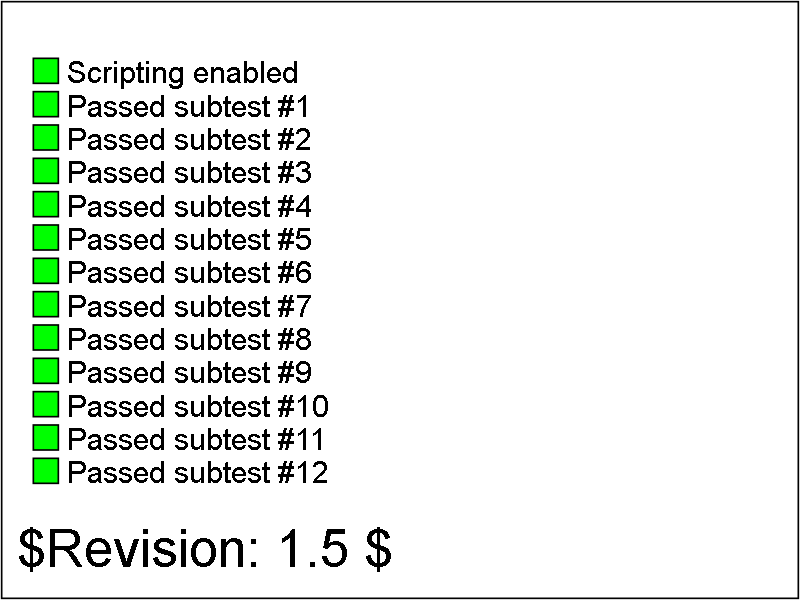 Scripting enabled
Passed subtest #1
Passed subtest #2
Passed subtest #3
Passed subtest #4
Passed subtest #5
Passed subtest #6
Passed subtest #7
Passed subtest #8
Passed subtest #9
Passed subtest #10
Passed subtest #11
Passed subtest #12
$Revision: 1.5 $